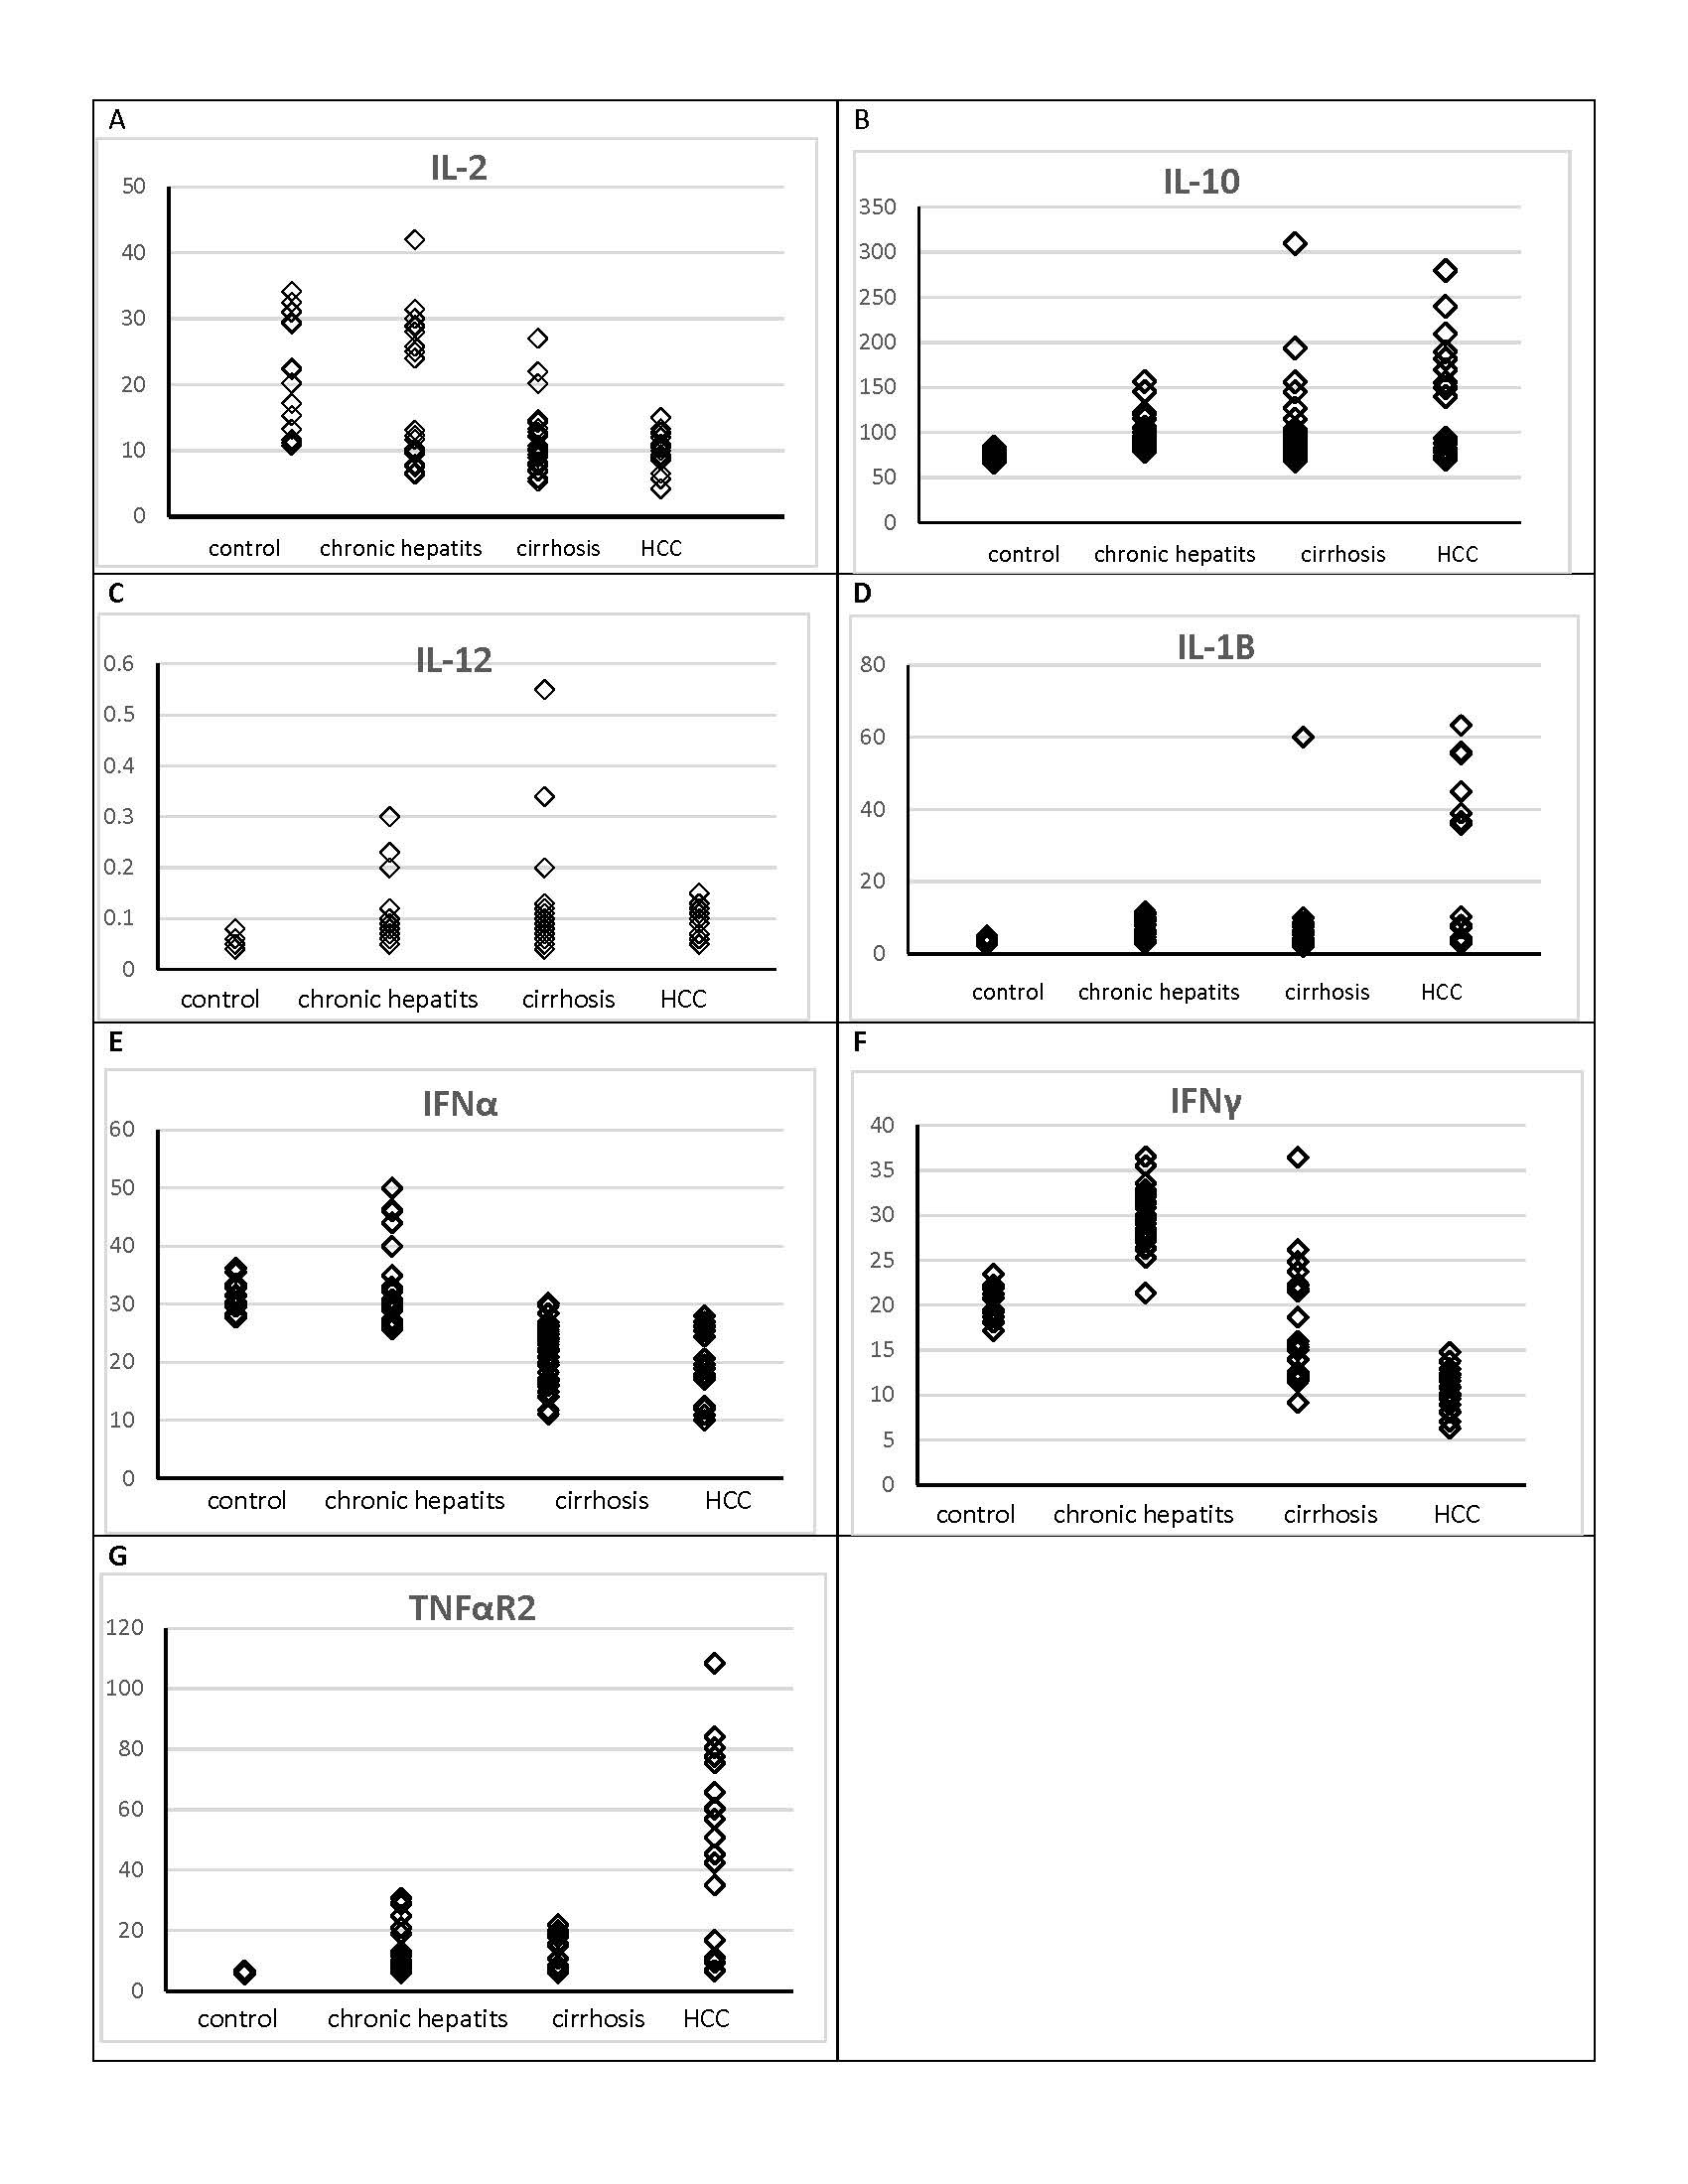 A
IL-2
50
40
30
20
10
0
control chronic hepatits cirrhosis HCC
B
IL-10
350
300
250
200
150
100
50
0
control chronic hepatits cirrhosis HCC
C
IL-12
0.6
0.5
0.4
0.3
0.2
0.1
0
control chronic hepatits cirrhosis HCC
D
IL-1B
80
60
40
20
0
control chronic hepatits cirrhosis HCC
E
IFNα
60
50
40
30
20
10
0
control chronic hepatits cirrhosis HCC
F
IFNγ
40
35
30
25
20
15
10
5
0
control chronic hepatits cirrhosis HCC
G
TNFαR2
120
100
80
60
40
20
0
control chronic hepatits cirrhosis HCC